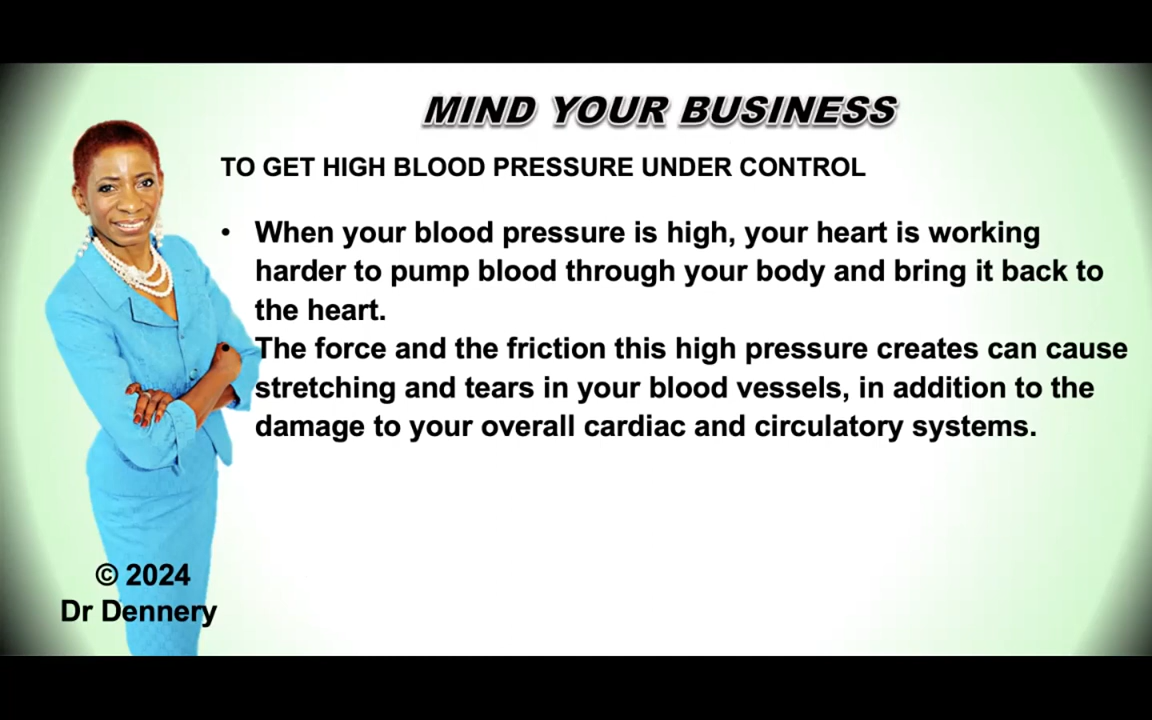 MIND YOUR BUSINESS
TO GET HIGH BLOOD PRESSURE UNDER CONTROL
• When your blood pressure is high, your heart is working
harder to pump blood through your body and bring it back to
the heart.
The force and the friction this high pressure creates can cause
stretching and tears in your blood vessels, in addition to the
damage to your overall cardiac and circulatory systems.
© 2024
Dr Dennery